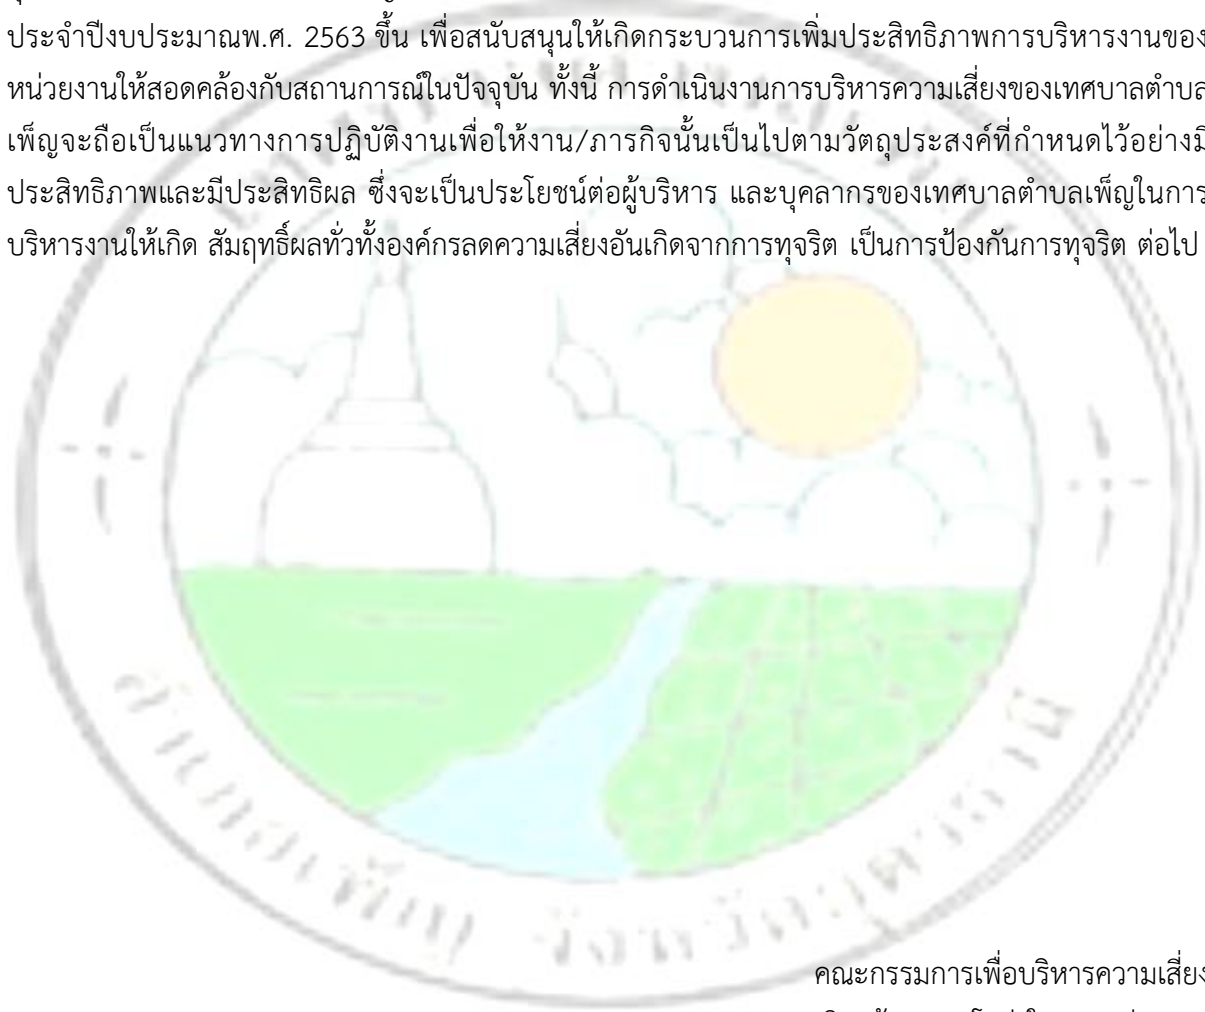 ประจำปีงบประมาณพ.ศ. 2563 ขึ้น เพื่อสนับสนุนให้เกิดกระบวนการเพิ่มประสิทธิภาพการบริหารงานของ
หน่วยงานให้สอดคล้องกับสถานการณ์ในปัจจุบัน ทั้งนี้ การดำเนินงานการบริหารความเสี่ยงของเทศบาลตำบล
เพ็ญจะถือเป็นแนวทางการปฏิบัติงานเพื่อให้งาน/ภารกิจนั้นเป็นไปตามวัตถุประสงค์ที่กำหนดไว้อย่างมี
ประสิทธิภาพและมีประสิทธิผล ซึ่งจะเป็นประโยชน์ต่อผู้บริหาร และบุคลากรของเทศบาลตำบลเพ็ญในการ
บริหารงานให้เกิด สัมฤทธิ์ผลทั่วทั้งองค์กรลดความเสี่ยงอันเกิดจากการทุจริต เป็นการป้องกันการทุจริต ต่อไป
อำเภอเพ็ญ จังหวัดอุดรธานี
คณะกรรมการเพื่อบริหารความเสี่ยง